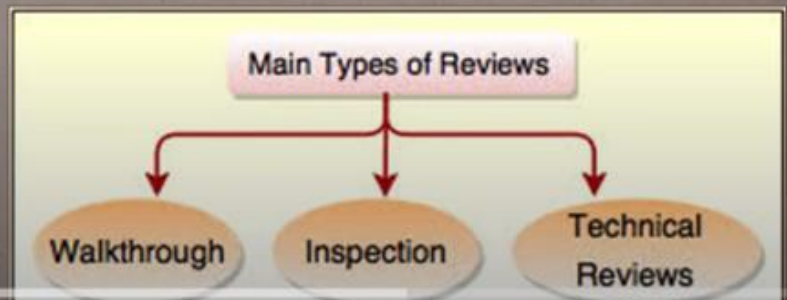 Main Types of Reviews
Walkthrough
Inspection
Technical
Reviews